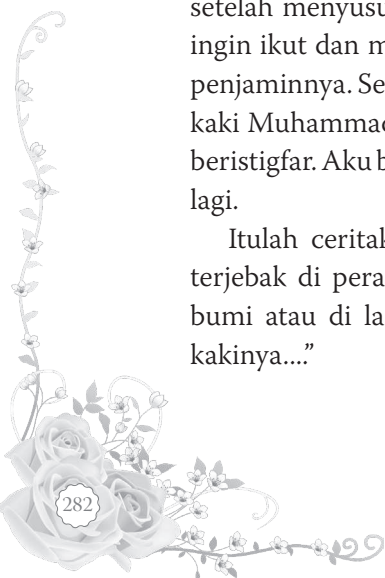 setelah menyusu
ingin ikut dan m
penjaminnya. Se
kaki Muhammad
beristigfar. Aku b
lagi.
Itulah ceritak
terjebak di pera
bumi atau di la
kakinya....”
282